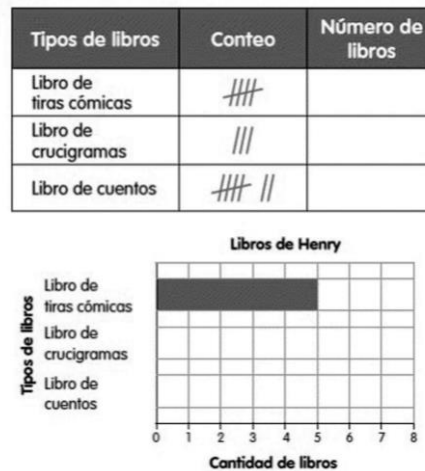 Tipos de libros
Conteo
Número de
libros
Libro de
tiras cómicas
Libro de
crucigramas
Libro de cuentos
Libros de Henry
Tipos de libros
Libro de
tiras cómicas
Libro de
crucigramas
Libro de
cuentos
0 1 2 3 4 5 6 7 8
Cantidad de libros